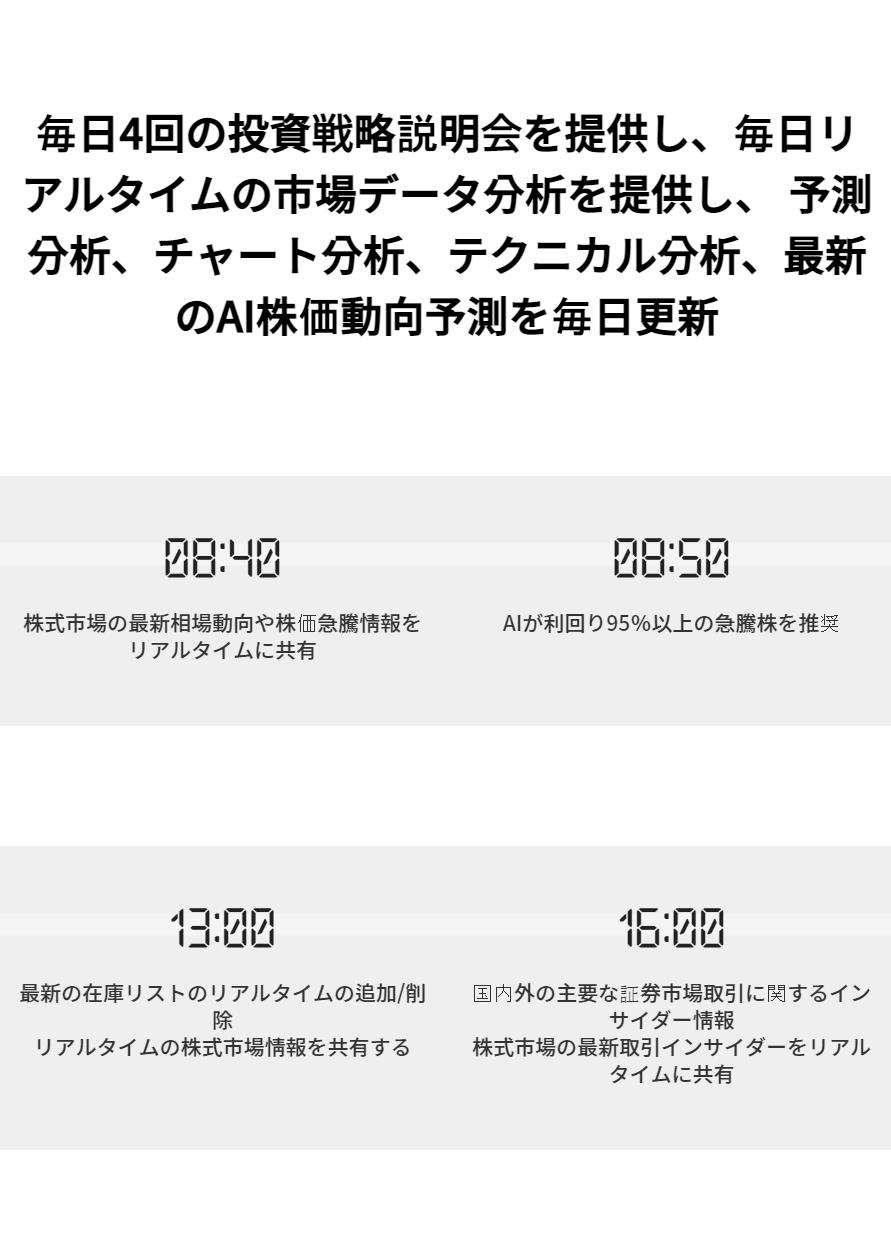 毎日4回の投資戦略説明会を提供し、毎日リ
アルタイムの市場データ分析を提供し、 予測
分析、チャート分析、テクニカル分析、最新
のAI株価動向予測を毎日更新
08:40
08:50
株式市場の最新相場動向や株価急騰情報を
リアルタイムに共有
AIが利回り95%以上の急騰株を推奨
13:00
16:00
最新の在庫リストのリアルタイムの追加/削
除
リアルタイムの株式市場情報を共有する
国内外の主要な証券市場取引に関するイン
サイダー情報
株式市場の最新取引インサイダーをリアル
タイムに共有